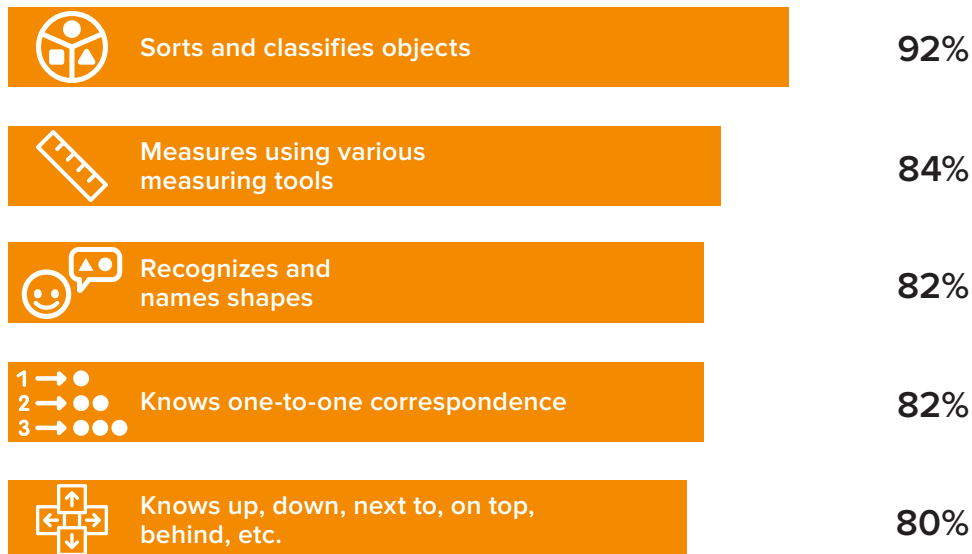 Sorts and classifies objects
92%
Measures using various
measuring tools
84%
Recognizes and
names shapes
82%
1
2
3
Knows one-to-one correspondence
82%
Knows up, down, next to, on top,
behind, etc.
80%